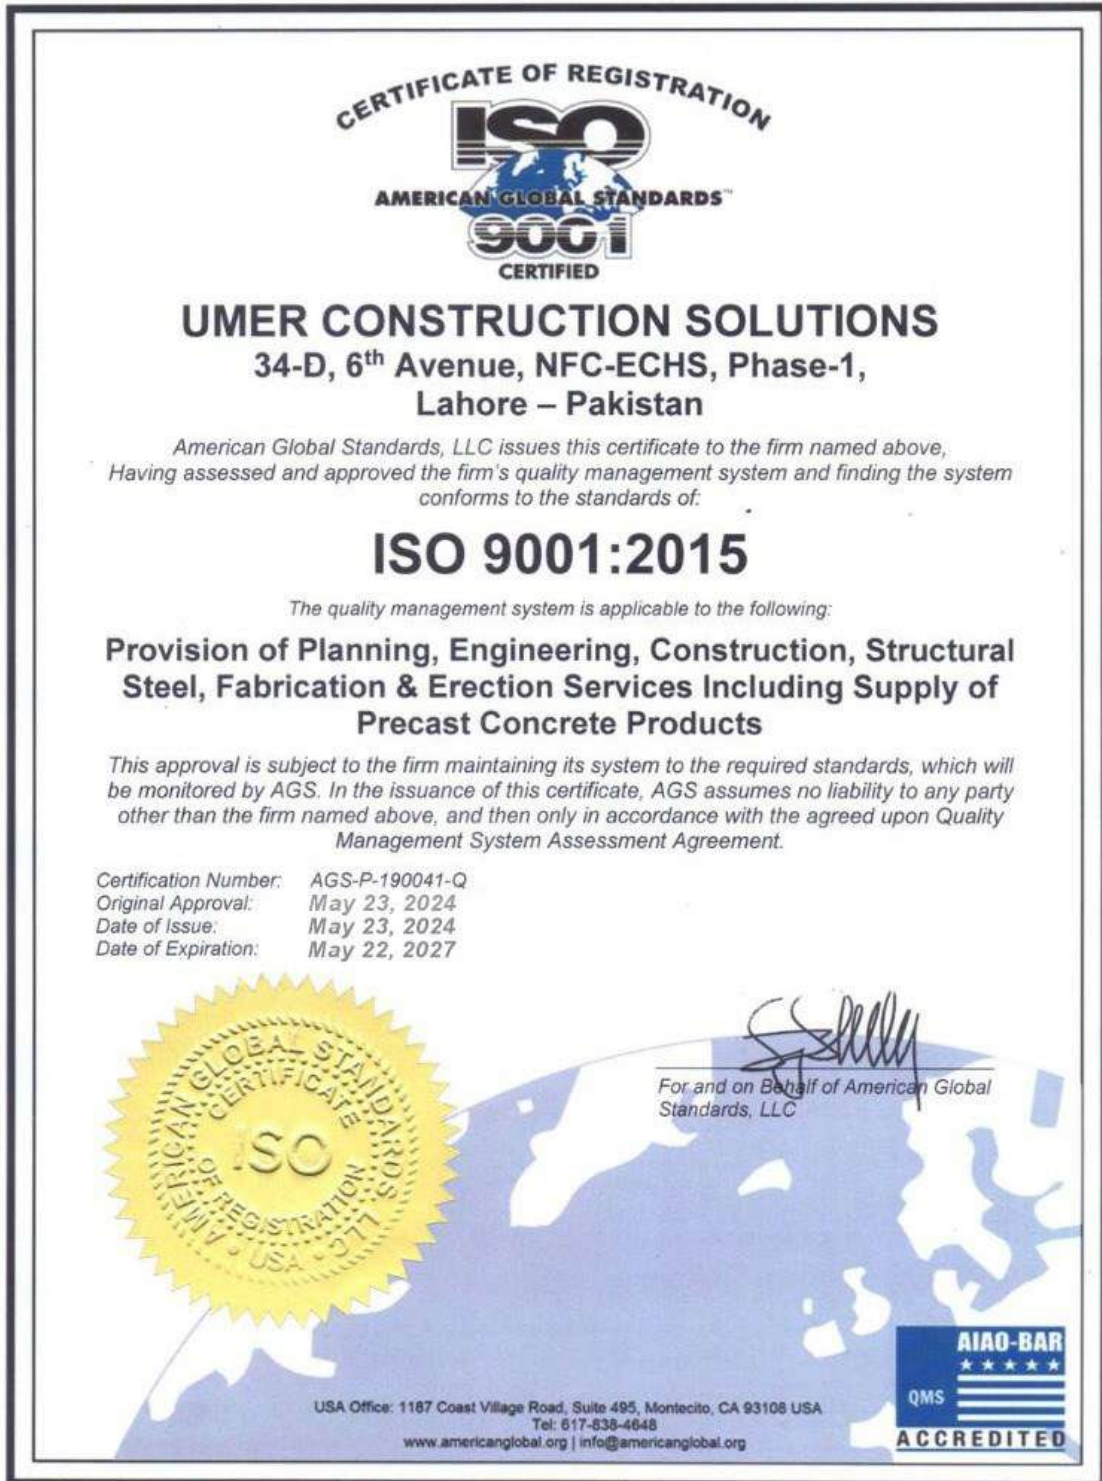 CERTIFICATE OF REGISTRATION
ISO
AMERICAN GLOBAL STANDARDS™
9001
CERTIFIED
UMER CONSTRUCTION SOLUTIONS
34-D, 6th Avenue, NFC-ECHS, Phase-1,
Lahore – Pakistan
American Global Standards, LLC issues this certificate to the firm named above,
Having assessed and approved the firm's quality management system and finding the system
conforms to the standards of:
ISO 9001:2015
The quality management system is applicable to the following:
Provision of Planning, Engineering, Construction, Structural
Steel, Fabrication & Erection Services Including Supply of
Precast Concrete Products
This approval is subject to the firm maintaining its system to the required standards, which will
be monitored by AGS. In the issuance of this certificate, AGS assumes no liability to any party
other than the firm named above, and then only in accordance with the agreed upon Quality
Management System Assessment Agreement.
Certification Number: AGS-P-190041-Q
Original Approval: May 23, 2024
Date of Issue: May 23, 2024
Date of Expiration: May 22, 2027
AMERICAN GLOBAL STANDARDS LLC
CERTIFICATE
ISO
OF REGISTRATION
· USA ·
For and on Behalf of American Global
Standards, LLC
AIAO-BAR
QMS
ACCREDITED
USA Office: 1187 Coast Village Road, Suite 495, Montecito, CA 93108 USA
Tel: 617-838-4648
www.americanglobal.org | info@americanglobal.org